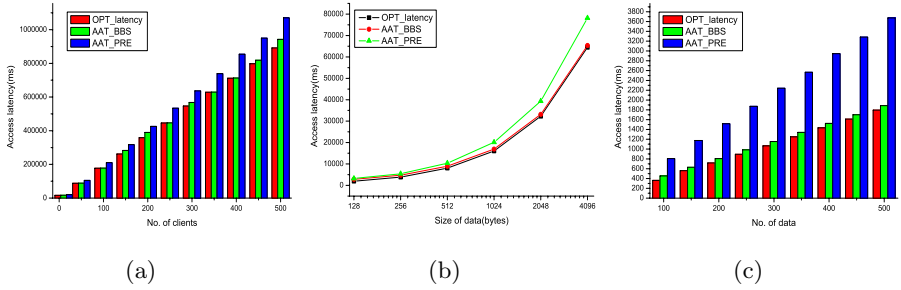 OPT_latency
AAT_BBS
AAT_PRE
1000000
800000
600000
400000
200000
0
Access latency(ms)
0 100 200 300 400 500
No. of clients
(a)
OPT_latency
AAT_BBS
AAT_PRE
80000
70000
60000
50000
40000
30000
20000
10000
0
Access latency(ms)
128 256 512 1024 2048 4096
Size of data(bytes)
(b)
OPT_latency
AAT_BBS
AAT_PRE
3800
3600
3400
3200
3000
2800
2600
2400
2200
2000
1800
1600
1400
1200
1000
800
600
400
200
0
Access latency(ms)
100 200 300 400 500
No. of data
(c)